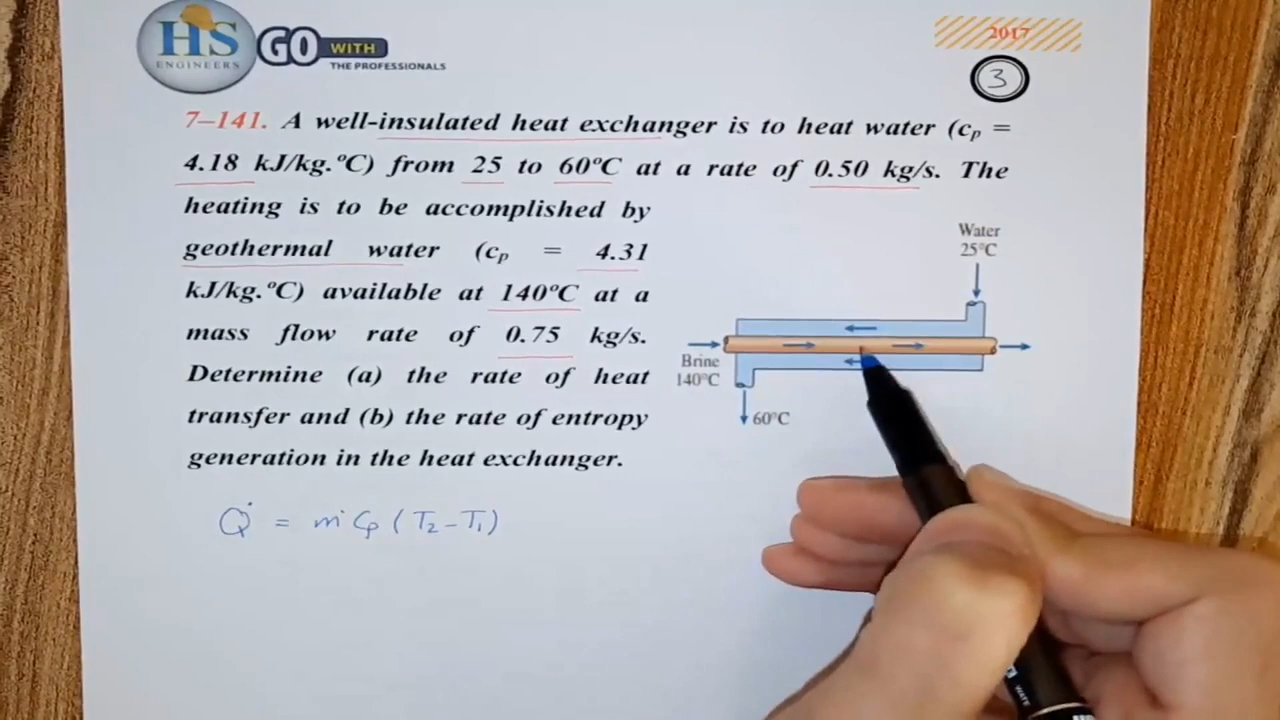 HS
ENGINEERS
GO WITH
THE PROFESSIONALS
2017
3
7–141. A well-insulated heat exchanger is to heat water (cp =
4.18 kJ/kg.ºC) from 25 to 60ºC at a rate of 0.50 kg/s. The
heating is to be accomplished by
geothermal water (cp = 4.31
kJ/kg.ºC) available at 140ºC at a
mass flow rate of 0.75 kg/s.
Determine (a) the rate of heat
transfer and (b) the rate of entropy
generation in the heat exchanger.
Water
25°C
Brine
140°C
60°C
Q̇ = ṁ Cp (T₂ - T₁)